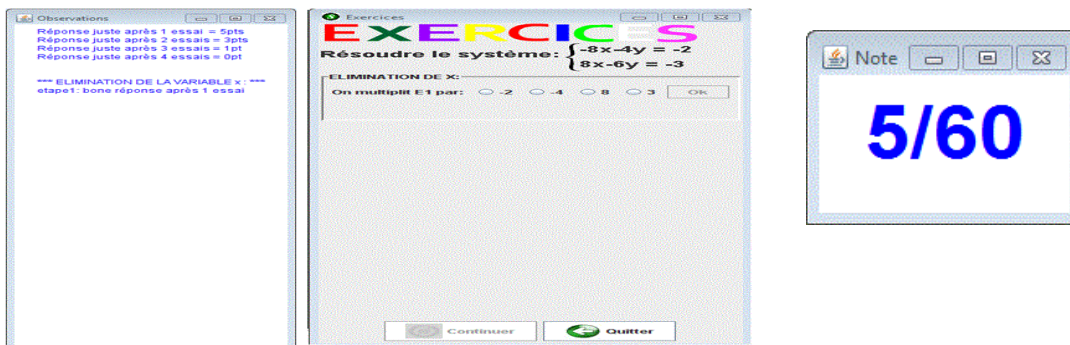 Observations
Réponse juste après 1 essai = 5pts
Réponse juste après 2 essais = 3pts
Réponse juste après 3 essais = 1pt
Réponse juste après 4 essais = 0pt
*** ELIMINATION DE LA VARIABLE x : ***
etape1: bone réponse après 1 essai
Exercices
EXERCICES
Résoudre le système: {-8x-4y = -2
8x-6y = -3
ELIMINATION DE X:
On multiplit E1 par: -2 -4 8 3 Ok
Continuer Quitter
Note
5/60